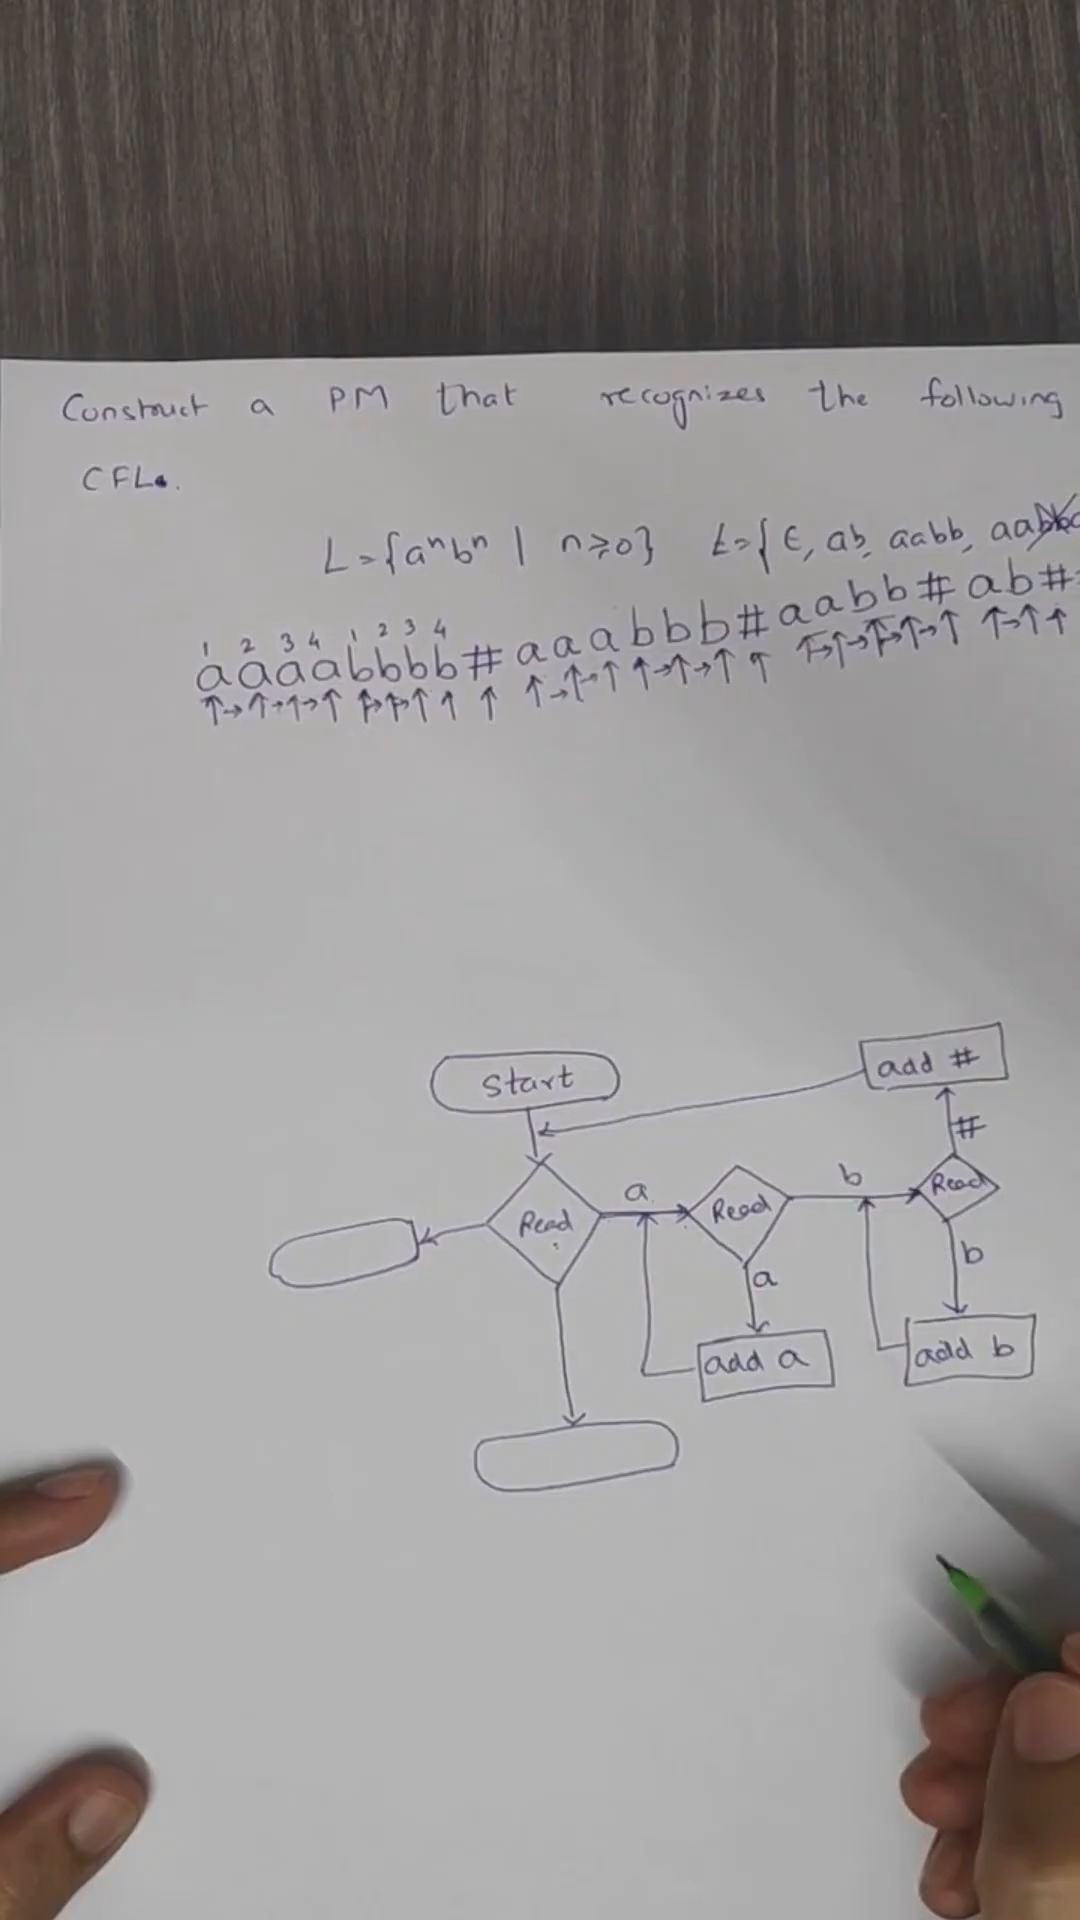 Construct a PM that recognizes the following
CFL.
L={aⁿbⁿ | n≥0} L={ε, ab, aabb,
1 2 3 4 1 2 3 4
aaaabbbb#aaabbb#aabb#ab#
Start
add #
#
Read
a
Read
b
Read
a
b
add a
add b